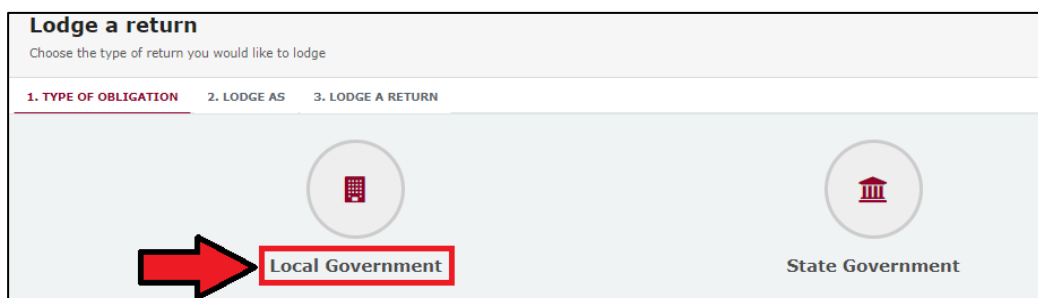 Lodge a return
Choose the type of return you would like to lodge
1. TYPE OF OBLIGATION 2. LODGE AS 3. LODGE A RETURN
Local Government State Government